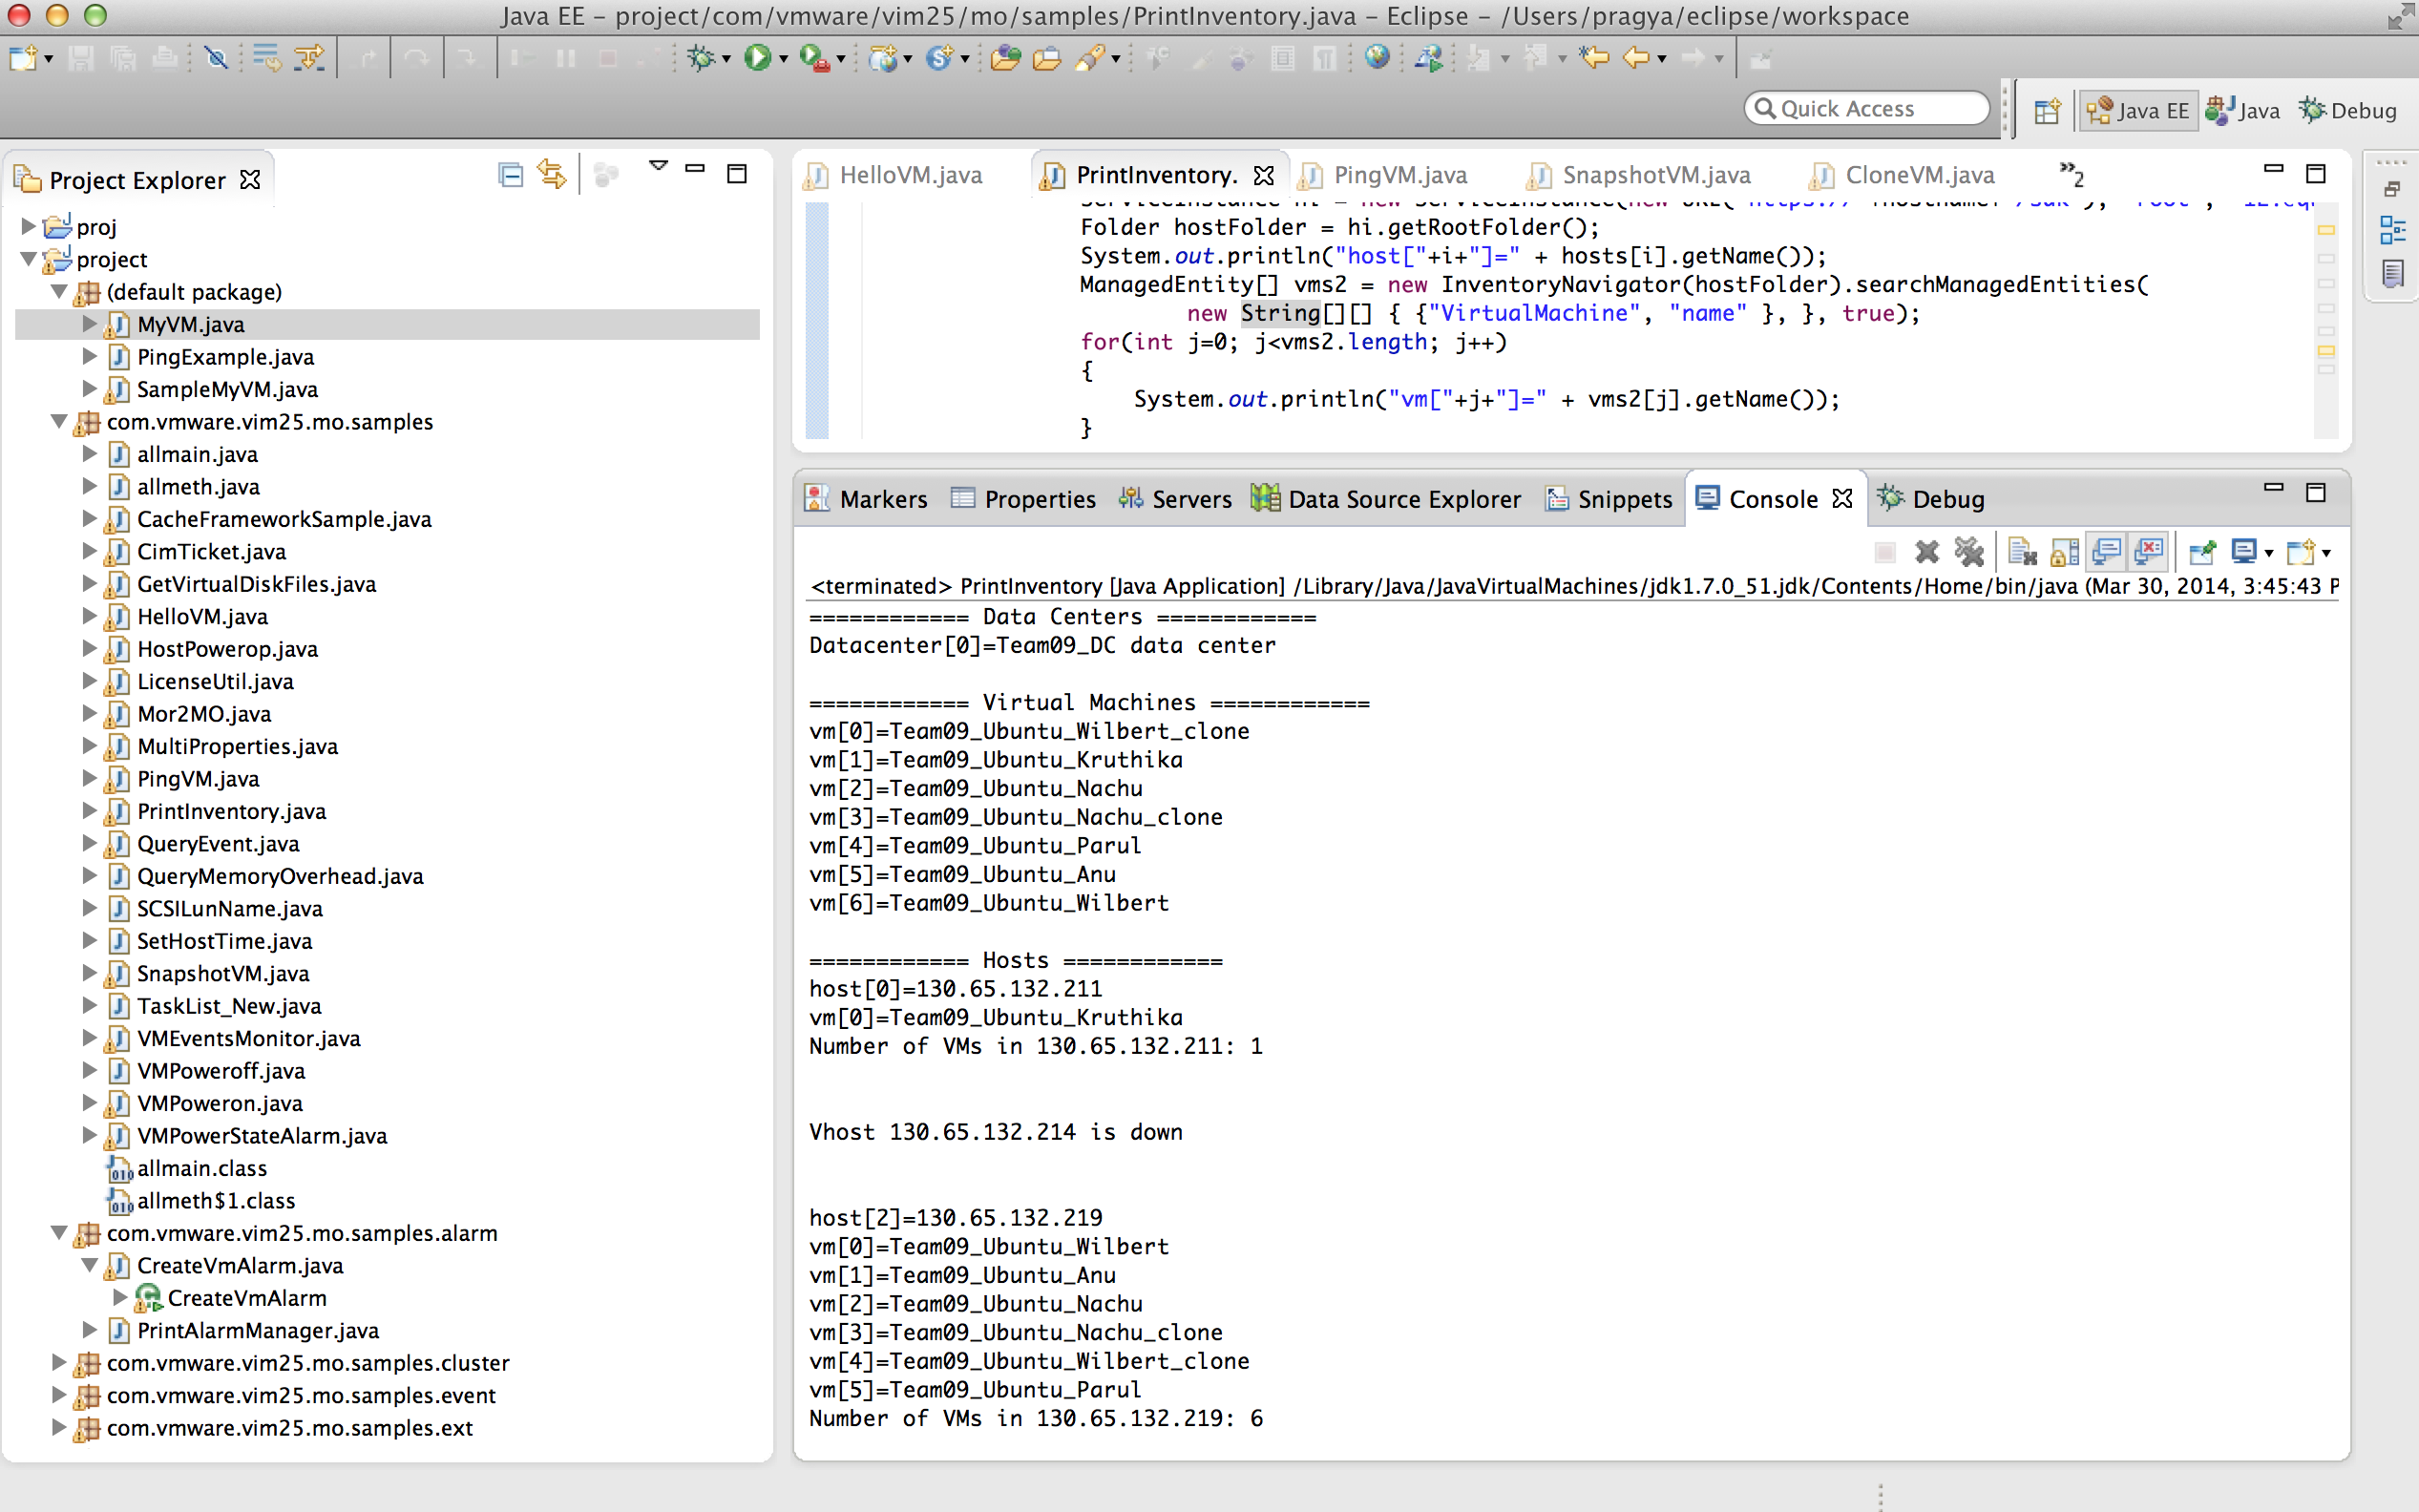 Java EE – project/com/vmware/vim25/mo/samples/PrintInventory.java – Eclipse – /Users/pragya/eclipse/workspace
Quick Access
Java EE
Java
Debug
Project Explorer
proj
project
(default package)
MyVM.java
PingExample.java
SampleMyVM.java
com.vmware.vim25.mo.samples
allmain.java
allmeth.java
CacheFrameworkSample.java
CimTicket.java
GetVirtualDiskFiles.java
HelloVM.java
HostPowerop.java
LicenseUtil.java
Mor2MO.java
MultiProperties.java
PingVM.java
PrintInventory.java
QueryEvent.java
QueryMemoryOverhead.java
SCSILunName.java
SetHostTime.java
SnapshotVM.java
TaskList_New.java
VMEventsMonitor.java
VMPoweroff.java
VMPoweron.java
VMPowerStateAlarm.java
allmain.class
allmeth$1.class
com.vmware.vim25.mo.samples.alarm
CreateVmAlarm.java
CreateVmAlarm
PrintAlarmManager.java
com.vmware.vim25.mo.samples.cluster
com.vmware.vim25.mo.samples.event
com.vmware.vim25.mo.samples.ext
HelloVM.java PrintInventory. PingVM.java SnapshotVM.java CloneVM.java »2
Folder hostFolder = hi.getRootFolder();
System.out.println("host["+i+"]=" + hosts[i].getName());
ManagedEntity[] vms2 = new InventoryNavigator(hostFolder).searchManagedEntities(
new String[][] { {"VirtualMachine", "name" }, }, true);
for(int j=0; j<vms2.length; j++)
{
System.out.println("vm["+j+"]=" + vms2[j].getName());
}
Markers Properties Servers Data Source Explorer Snippets Console Debug
<terminated> PrintInventory [Java Application] /Library/Java/JavaVirtualMachines/jdk1.7.0_51.jdk/Contents/Home/bin/java (Mar 30, 2014, 3:45:43 P
============ Data Centers ============
Datacenter[0]=Team09_DC data center
============ Virtual Machines ============
vm[0]=Team09_Ubuntu_Wilbert_clone
vm[1]=Team09_Ubuntu_Kruthika
vm[2]=Team09_Ubuntu_Nachu
vm[3]=Team09_Ubuntu_Nachu_clone
vm[4]=Team09_Ubuntu_Parul
vm[5]=Team09_Ubuntu_Anu
vm[6]=Team09_Ubuntu_Wilbert
============ Hosts ============
host[0]=130.65.132.211
vm[0]=Team09_Ubuntu_Kruthika
Number of VMs in 130.65.132.211: 1
Vhost 130.65.132.214 is down
host[2]=130.65.132.219
vm[0]=Team09_Ubuntu_Wilbert
vm[1]=Team09_Ubuntu_Anu
vm[2]=Team09_Ubuntu_Nachu
vm[3]=Team09_Ubuntu_Nachu_clone
vm[4]=Team09_Ubuntu_Wilbert_clone
vm[5]=Team09_Ubuntu_Parul
Number of VMs in 130.65.132.219: 6